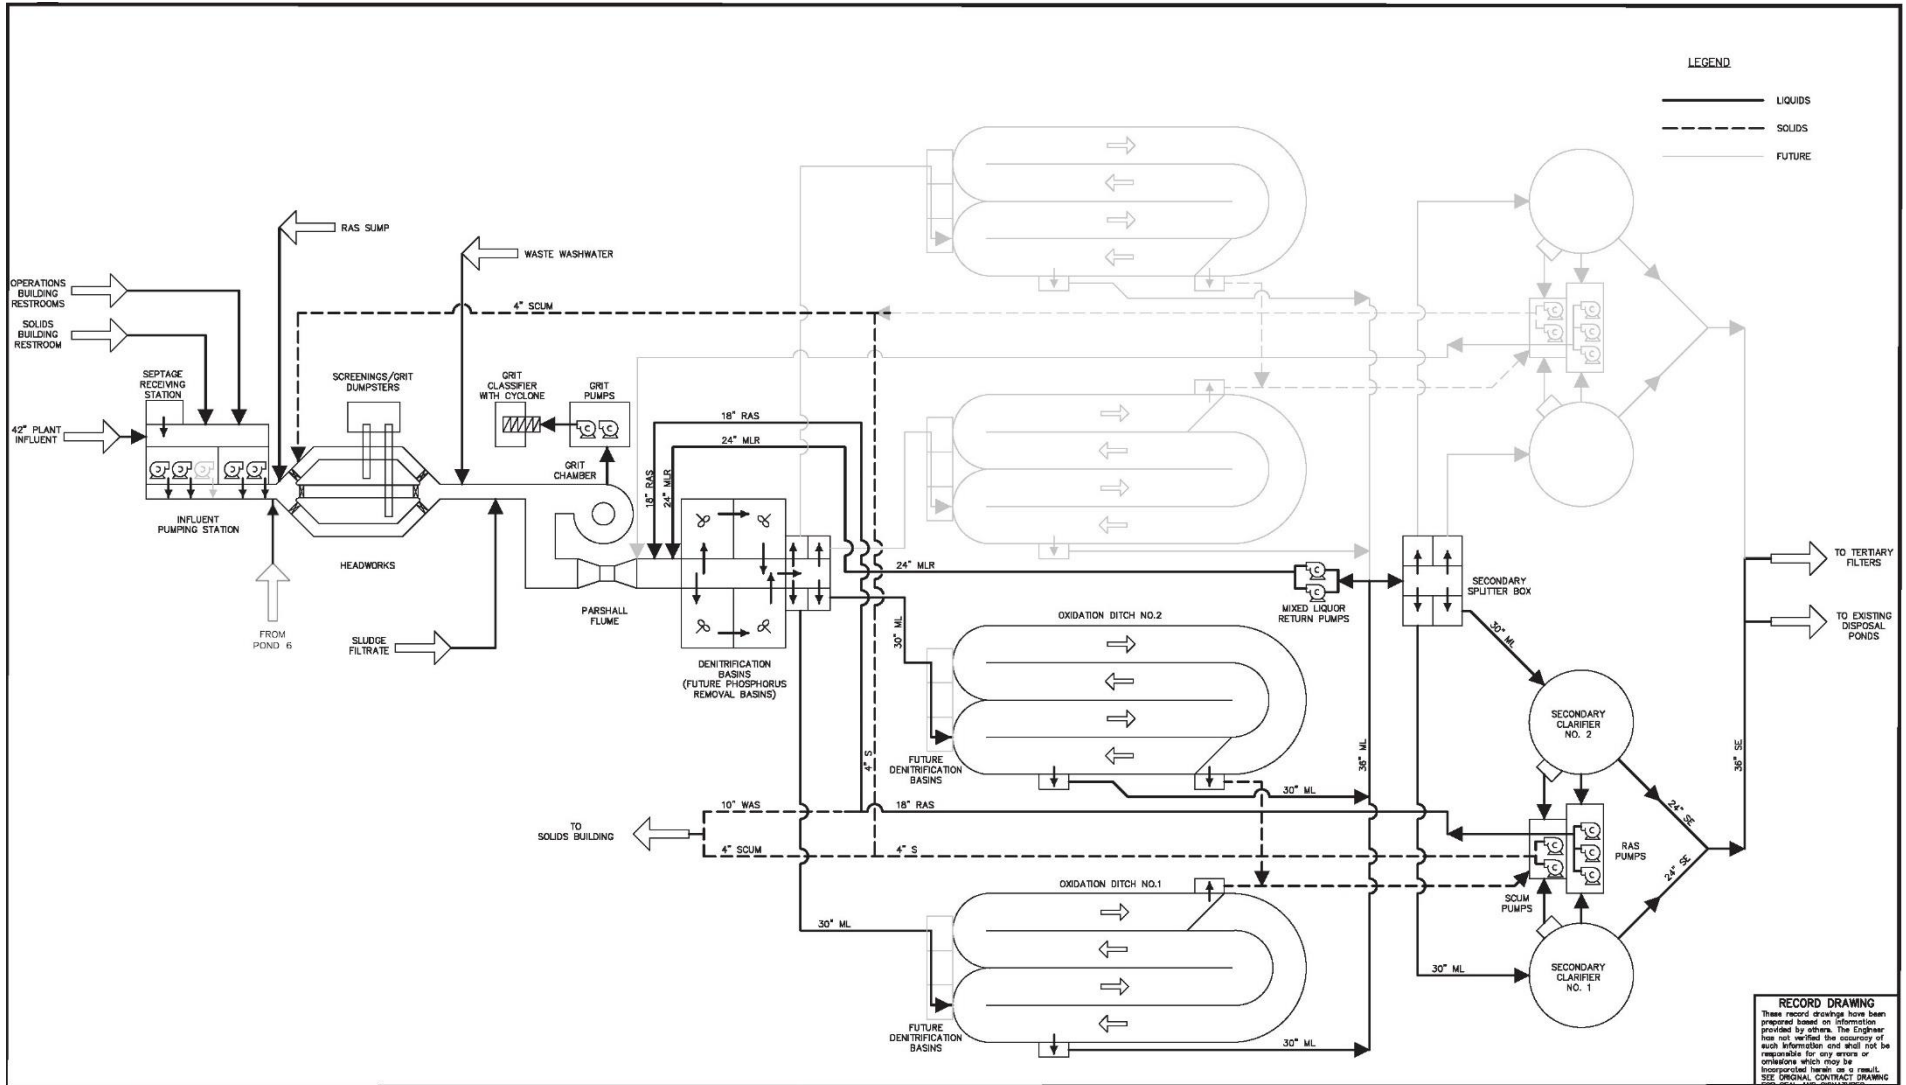 LEGEND
LIQUIDS
SOLIDS
FUTURE
RAS SUMP
WASTE WASHWATER
OPERATIONS
BUILDING
RESTROOMS
4" SCUM
SOLIDS
BUILDING
RESTROOM
SEPTAGE
RECEIVING
STATION
SCREENINGS/GRIT
DUMPSTERS
GRIT
CLASSIFIER
WITH CYCLONE
GRIT
PUMPS
42" PLANT
INFLUENT
18" RAS
24" MLR
GRIT
CHAMBER
18" RAS
24" MLR
INFLUENT
PUMPING STATION
HEADWORKS
24" MLR
PARSHALL
FLUME
MIXED LIQUOR
RETURN PUMPS
SECONDARY
SPLITTER BOX
TO TERTIARY
FILTERS
FROM
POND 6
SLUDGE
FILTRATE
OXIDATION DITCH NO.2
30" ML
30" ML
TO EXISTING
DISPOSAL
PONDS
DENITRIFICATION
BASINS
(FUTURE PHOSPHORUS
REMOVAL BASINS)
SECONDARY
CLARIFIER
NO. 2
FUTURE
DENITRIFICATION
BASINS
4" S
36" ML
36" SE
30" ML
10" WAS
18" RAS
24" SE
TO
SOLIDS BUILDING
4" SCUM
4" S
RAS
PUMPS
24" SE
OXIDATION DITCH NO.1
SCUM
PUMPS
30" ML
30" ML
SECONDARY
CLARIFIER
NO. 1
FUTURE
DENITRIFICATION
BASINS
30" ML
RECORD DRAWING
These record drawings have been
prepared based on information
provided by others. The Engineer
has not verified the accuracy of
such information and shall not be
responsible for any errors or
omissions which may be
incorporated herein as a result.
SEE ORIGINAL CONTRACT DRAWING